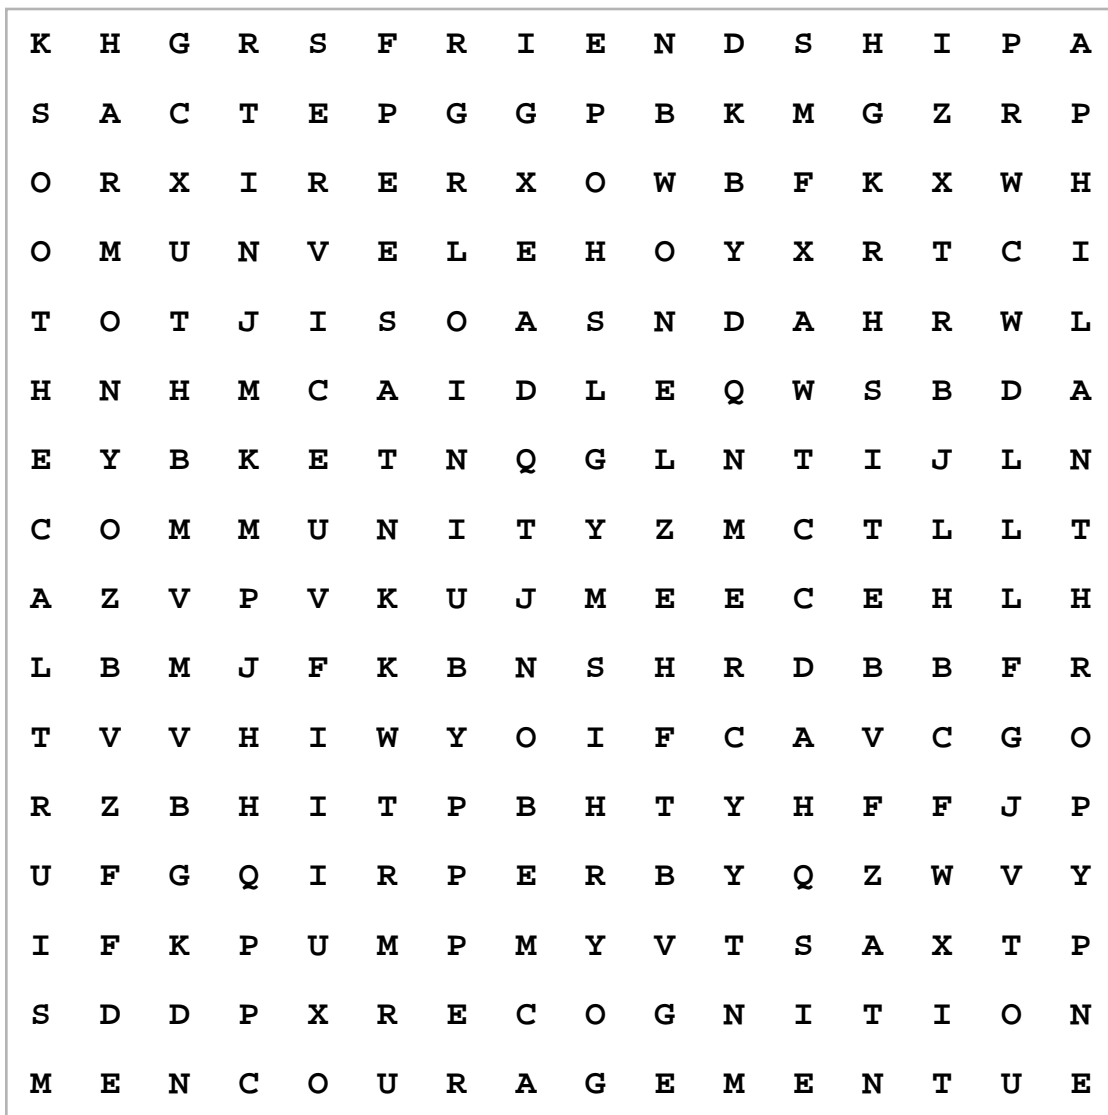 K H G R S F R I E N D S H I P A
S A C T E P G G P B K M G Z R P
O R X I R E R X O W B F K X W H
O M U N V E L E H O Y X R T C I
T O T J I S O A S N D A H R W L
H N H M C A I D L E Q W S B D A
E Y B K E T N Q G L N T I J L N
C O M M U N I T Y Z M C T L L T
A Z V P V K U J M E E C E H L H
L B M J F K B N S H R D B B F R
T V V H I W Y O I F C A V C G O
R Z B H I T P B H T Y H F F J P
U F G Q I R P E R B Y Q Z W V Y
I F K P U M P M Y V T S A X T P
S D D P X R E C O G N I T I O N
M E N C O U R A G E M E N T U E